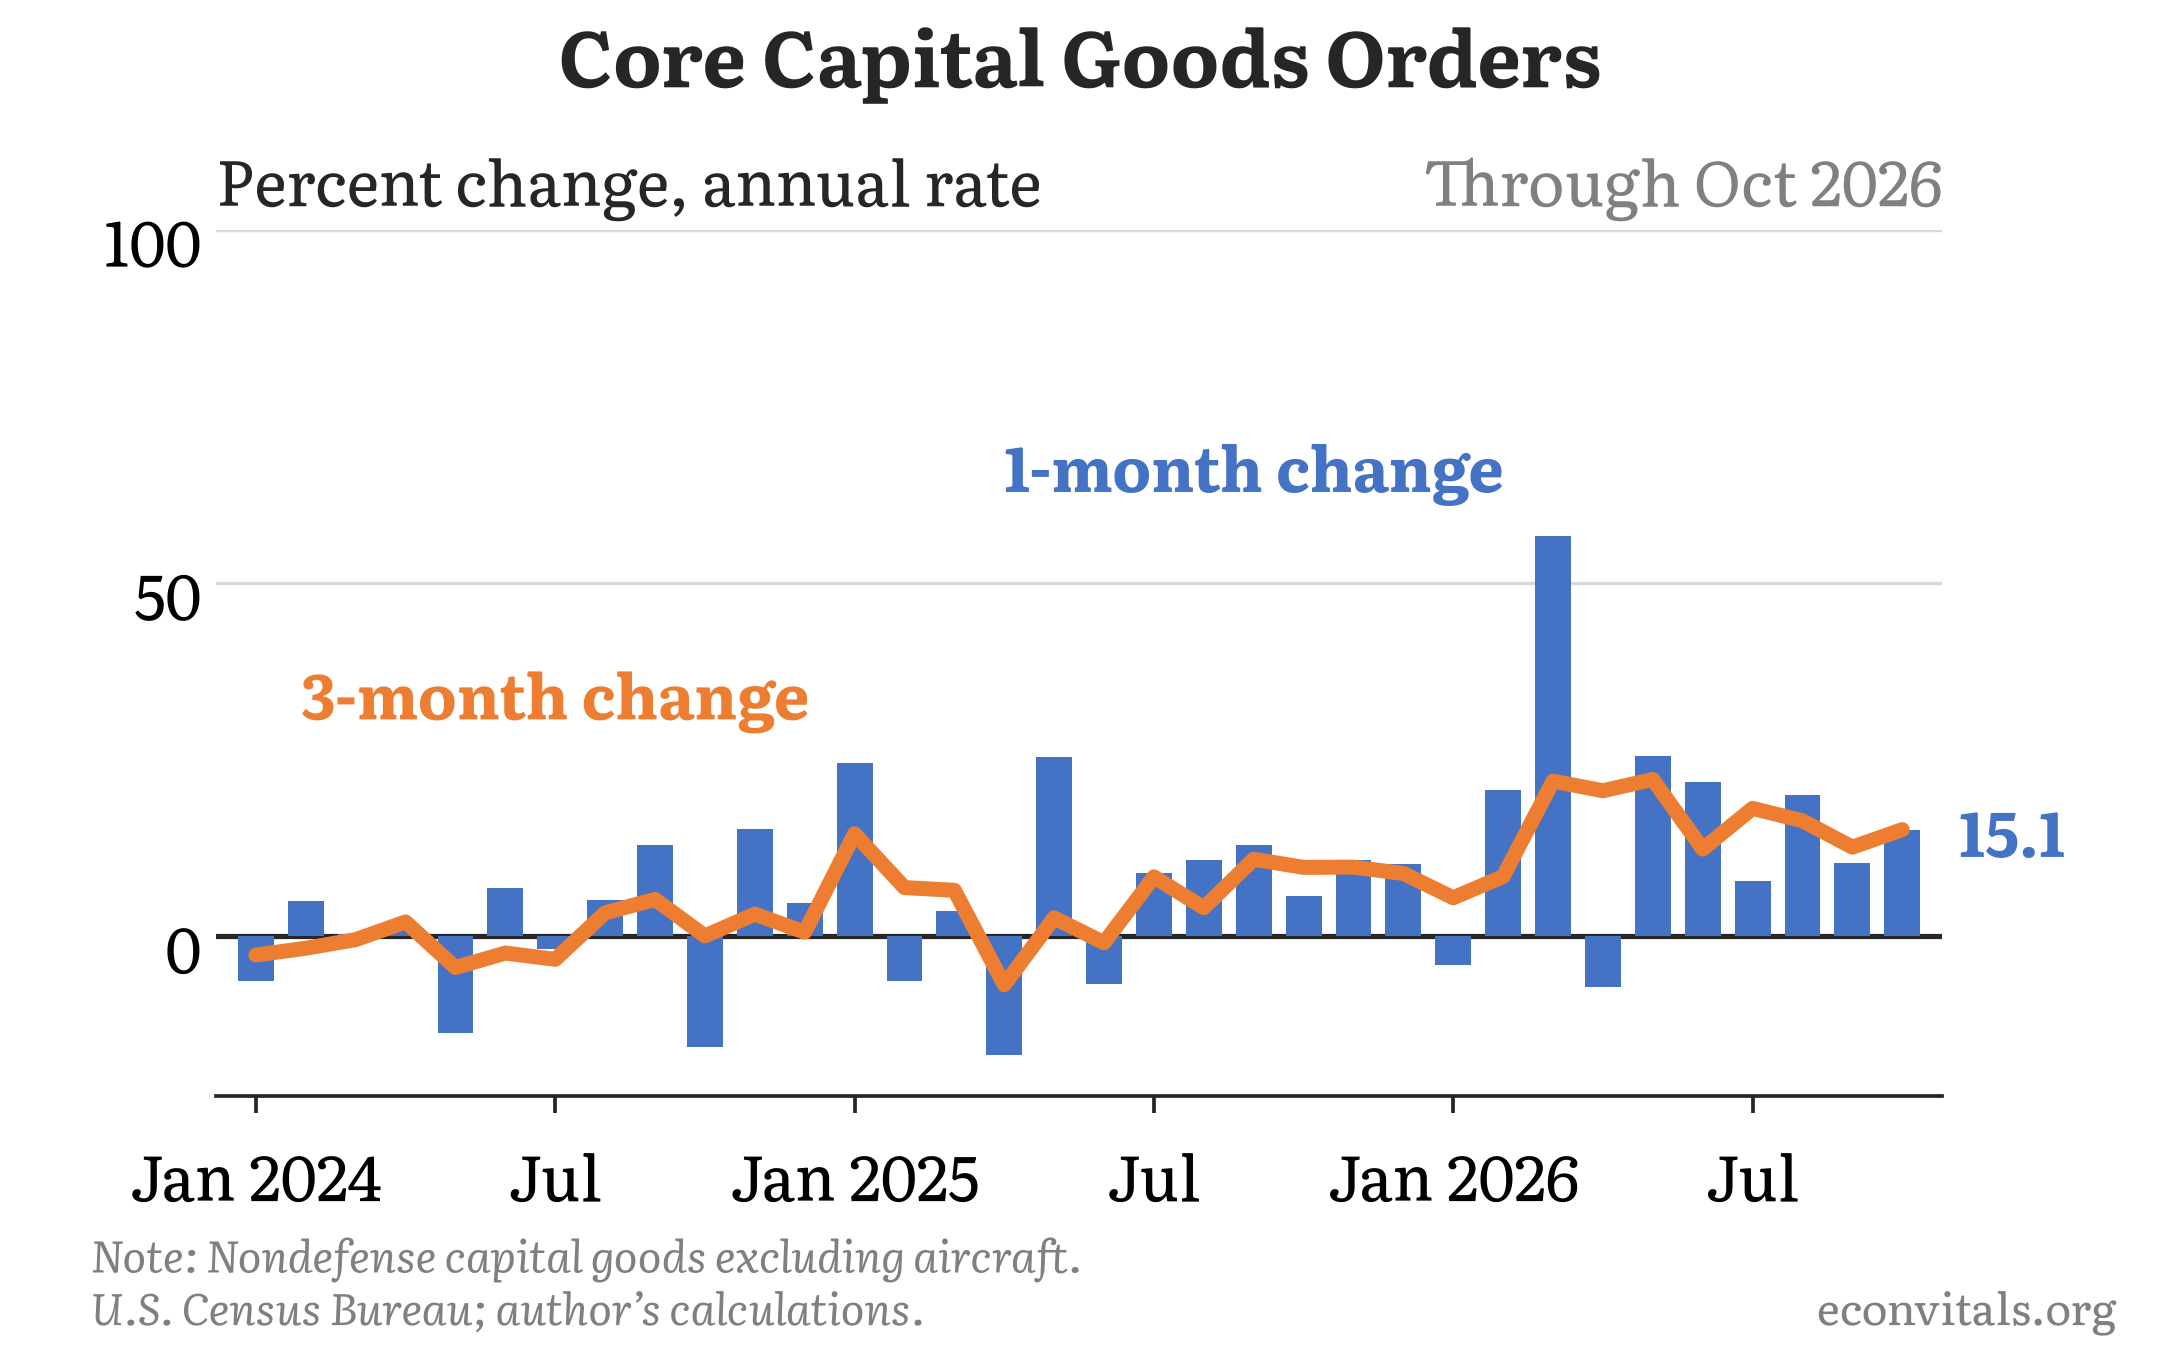 Core Capital Goods Orders
Percent change, annual rate
Through Oct 2026
100
1-month change
50
3-month change
15.1
0
Jan 2024
Jul
Jan 2025
Jul
Jan 2026
Jul
Note: Nondefense capital goods excluding aircraft.
U.S. Census Bureau; author’s calculations.
econvitals.org